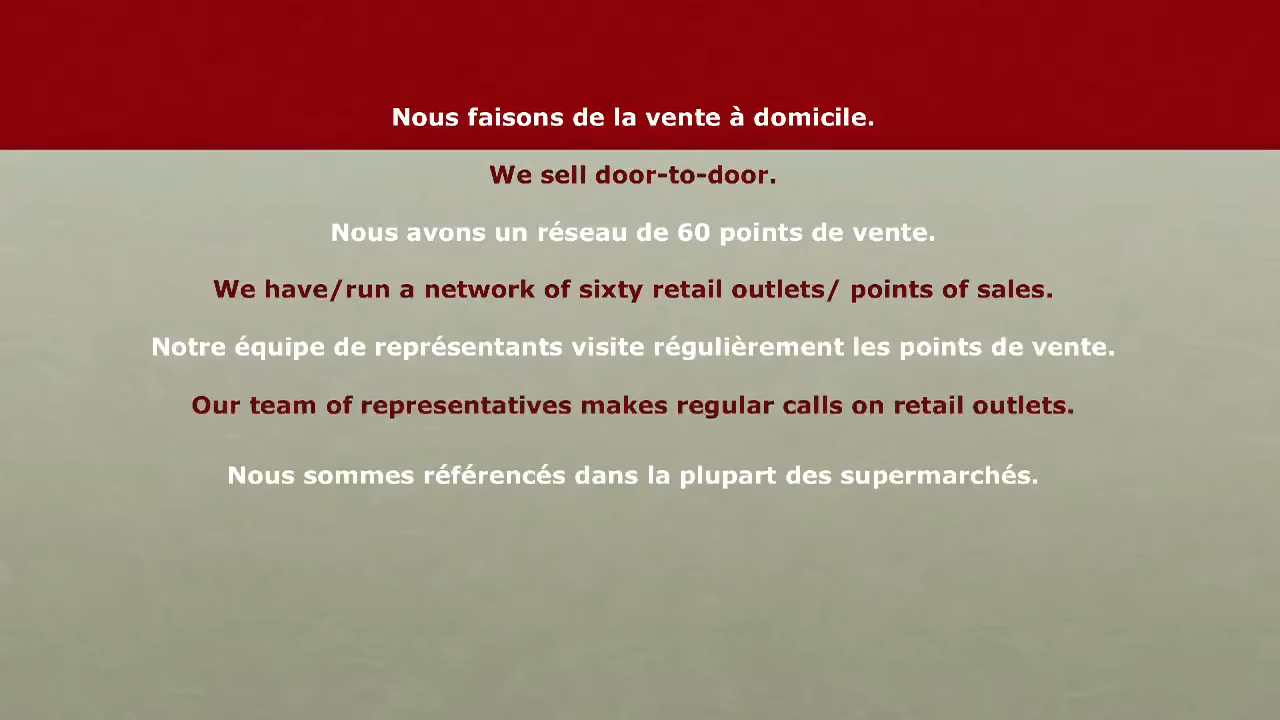 Nous faisons de la vente à domicile.
We sell door-to-door.
Nous avons un réseau de 60 points de vente.
We have/run a network of sixty retail outlets/ points of sales.
Notre équipe de représentants visite régulièrement les points de vente.
Our team of representatives makes regular calls on retail outlets.
Nous sommes référencés dans la plupart des supermarchés.